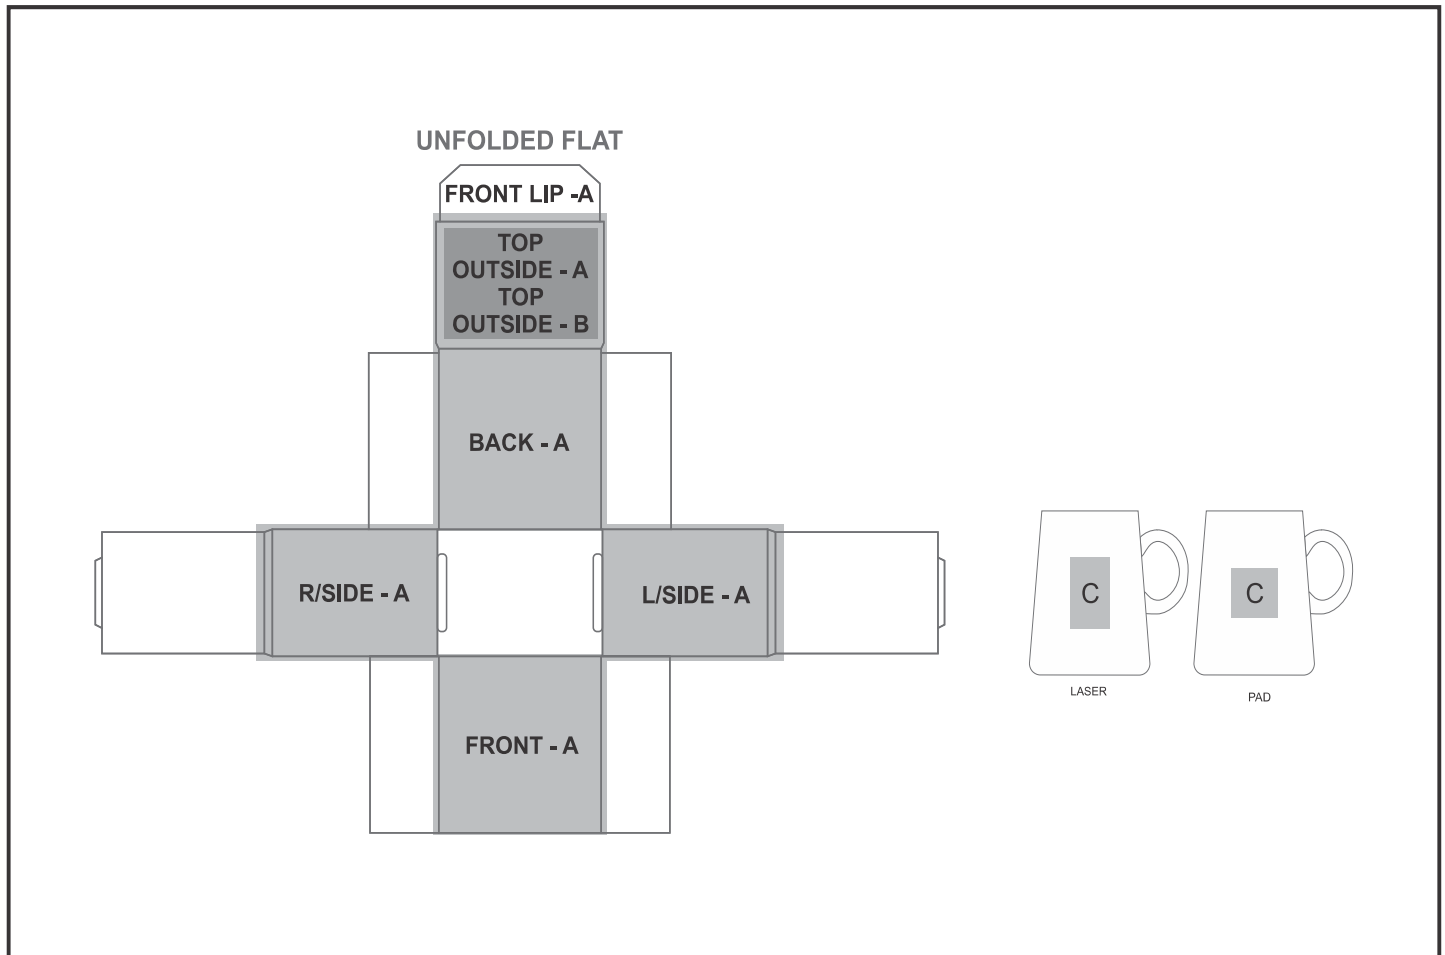 UNFOLDED FLAT
FRONT LIP -A
TOP
OUTSIDE - A
TOP
OUTSIDE - B
BACK - A
R/SIDE - A
L/SIDE - A
FRONT - A
C
C
LASER
PAD